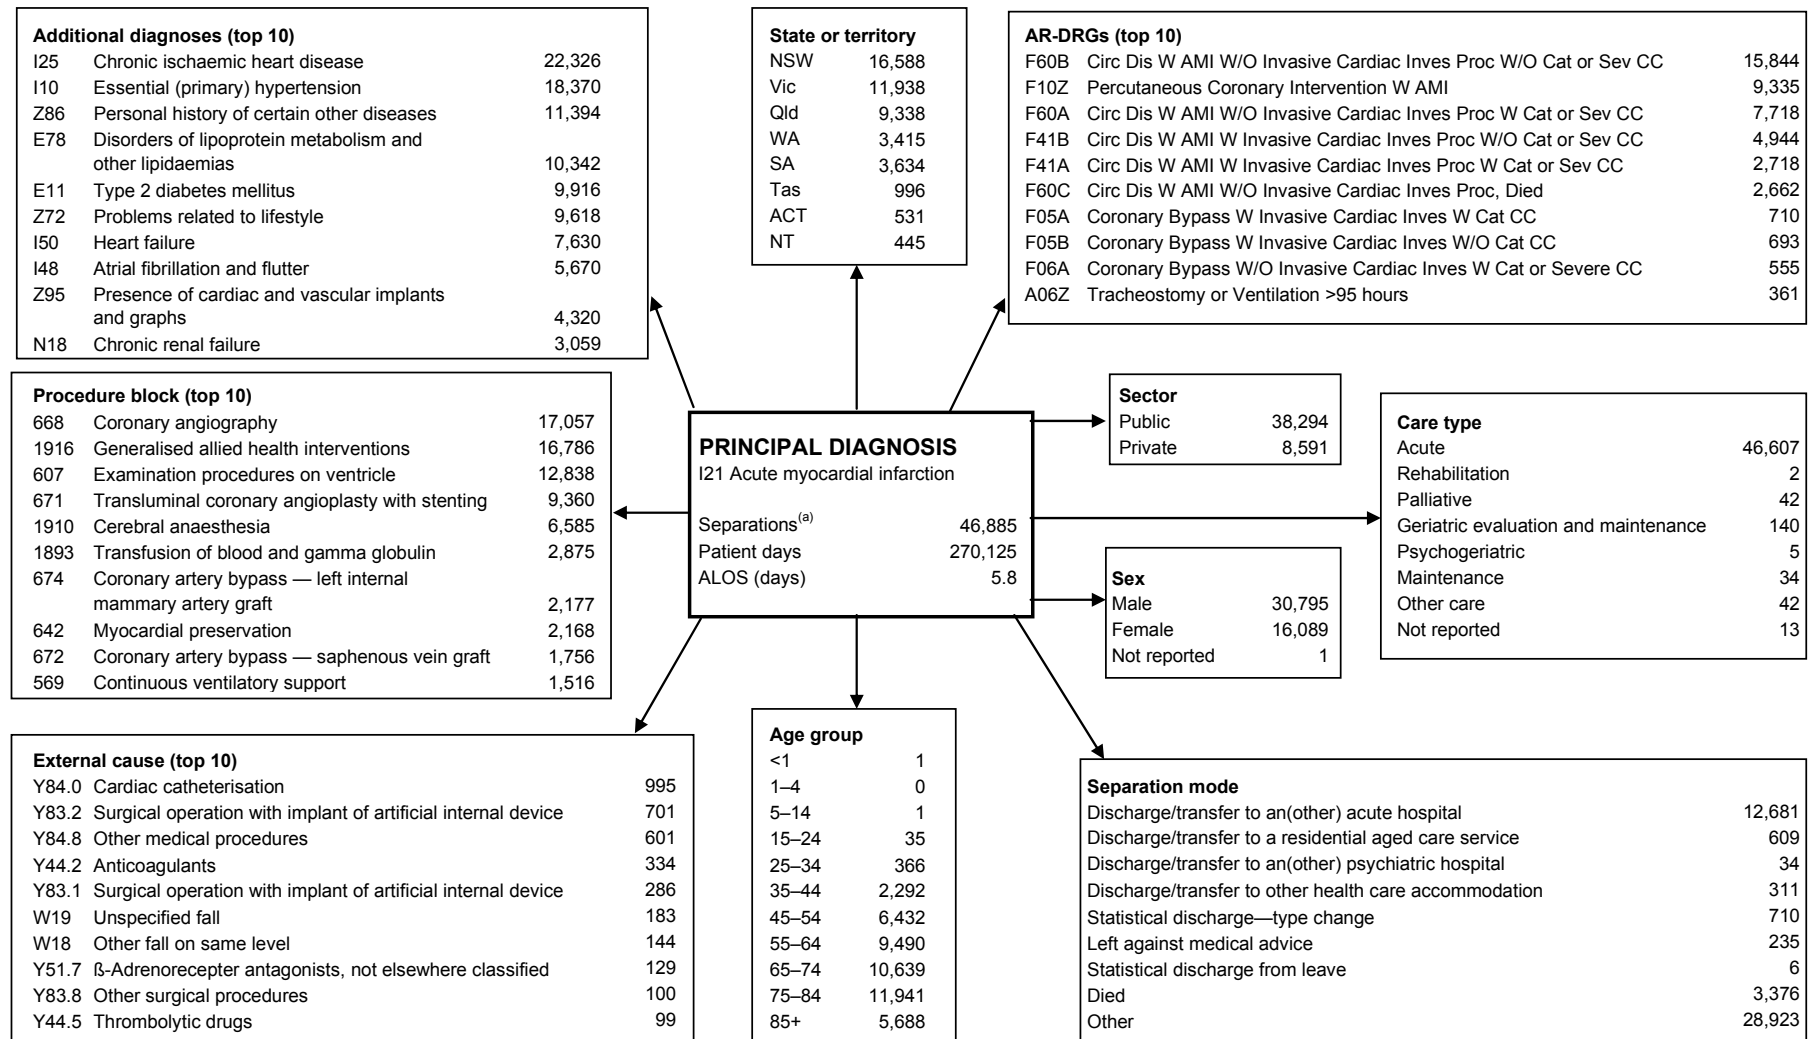 Additional diagnoses (top 10)
I25 Chronic ischaemic heart disease 22,326
I10 Essential (primary) hypertension 18,370
Z86 Personal history of certain other diseases 11,394
E78 Disorders of lipoprotein metabolism and
other lipidaemias 10,342
E11 Type 2 diabetes mellitus 9,916
Z72 Problems related to lifestyle 9,618
I50 Heart failure 7,630
I48 Atrial fibrillation and flutter 5,670
Z95 Presence of cardiac and vascular implants
and graphs 4,320
N18 Chronic renal failure 3,059
State or territory
NSW 16,588
Vic 11,938
Qld 9,338
WA 3,415
SA 3,634
Tas 996
ACT 531
NT 445
AR-DRGs (top 10)
F60B Circ Dis W AMI W/O Invasive Cardiac Inves Proc W/O Cat or Sev CC 15,844
F10Z Percutaneous Coronary Intervention W AMI 9,335
F60A Circ Dis W AMI W/O Invasive Cardiac Inves Proc W Cat or Sev CC 7,718
F41B Circ Dis W AMI W Invasive Cardiac Inves Proc W/O Cat or Sev CC 4,944
F41A Circ Dis W AMI W Invasive Cardiac Inves Proc W Cat or Sev CC 2,718
F60C Circ Dis W AMI W/O Invasive Cardiac Inves Proc, Died 2,662
F05A Coronary Bypass W Invasive Cardiac Inves W Cat CC 710
F05B Coronary Bypass W Invasive Cardiac Inves W/O Cat CC 693
F06A Coronary Bypass W/O Invasive Cardiac Inves W Cat or Severe CC 555
A06Z Tracheostomy or Ventilation >95 hours 361
Procedure block (top 10)
668 Coronary angiography 17,057
1916 Generalised allied health interventions 16,786
607 Examination procedures on ventricle 12,838
671 Transluminal coronary angioplasty with stenting 9,360
1910 Cerebral anaesthesia 6,585
1893 Transfusion of blood and gamma globulin 2,875
674 Coronary artery bypass — left internal
mammary artery graft 2,177
642 Myocardial preservation 2,168
672 Coronary artery bypass — saphenous vein graft 1,756
569 Continuous ventilatory support 1,516
PRINCIPAL DIAGNOSIS
I21 Acute myocardial infarction
Separations(a) 46,885
Patient days 270,125
ALOS (days) 5.8
Sector
Public 38,294
Private 8,591
Sex
Male 30,795
Female 16,089
Not reported 1
Care type
Acute 46,607
Rehabilitation 2
Palliative 42
Geriatric evaluation and maintenance 140
Psychogeriatric 5
Maintenance 34
Other care 42
Not reported 13
External cause (top 10)
Y84.0 Cardiac catheterisation 995
Y83.2 Surgical operation with implant of artificial internal device 701
Y84.8 Other medical procedures 601
Y44.2 Anticoagulants 334
Y83.1 Surgical operation with implant of artificial internal device 286
W19 Unspecified fall 183
W18 Other fall on same level 144
Y51.7 ß-Adrenorecepter antagonists, not elsewhere classified 129
Y83.8 Other surgical procedures 100
Y44.5 Thrombolytic drugs 99
Age group
<1 1
1–4 0
5–14 1
15–24 35
25–34 366
35–44 2,292
45–54 6,432
55–64 9,490
65–74 10,639
75–84 11,941
85+ 5,688
Separation mode
Discharge/transfer to an(other) acute hospital 12,681
Discharge/transfer to a residential aged care service 609
Discharge/transfer to an(other) psychiatric hospital 34
Discharge/transfer to other health care accommodation 311
Statistical discharge—type change 710
Left against medical advice 235
Statistical discharge from leave 6
Died 3,376
Other 28,923